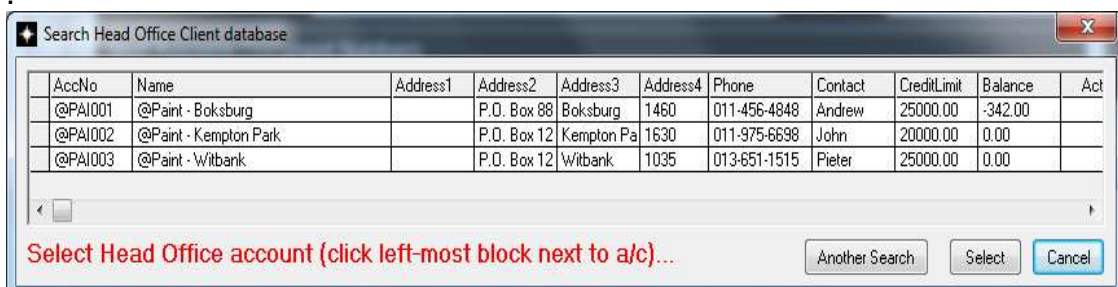 .
Search Head Office Client database
X
AccNo Name Address1 Address2 Address3 Address4 Phone Contact CreditLimit Balance Act
@PAI001 @Paint - Boksburg P.O. Box 88 Boksburg 1460 011-456-4848 Andrew 25000.00 -342.00
@PAI002 @Paint - Kempton Park P.O. Box 12 Kempton Pa 1630 011-975-6698 John 20000.00 0.00
@PAI003 @Paint - Witbank P.O. Box 12 Witbank 1035 013-651-1515 Pieter 25000.00 0.00
Select Head Office account (click left-most block next to a/c)... Another Search Select Cancel